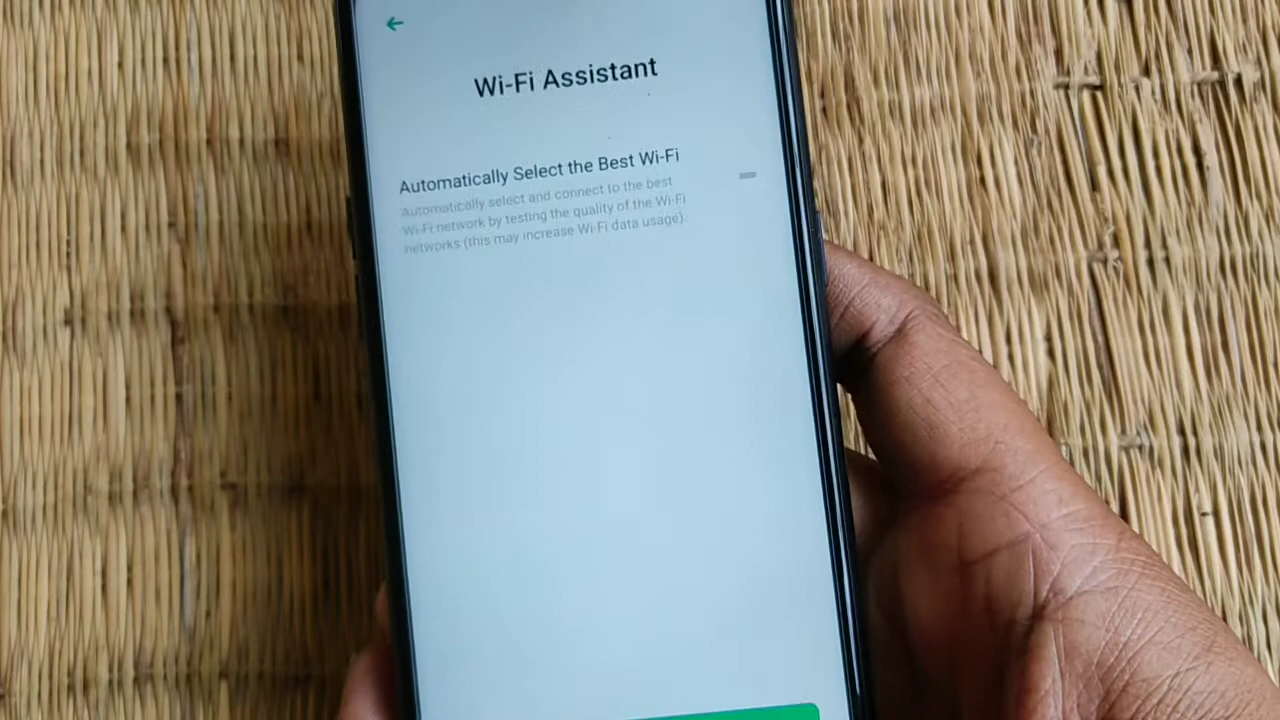 Wi-Fi Assistant
Automatically Select the Best Wi-Fi
Automatically select and connect to the best
Wi-Fi network by testing the quality of the Wi-Fi
networks (this may increase Wi-Fi data usage).